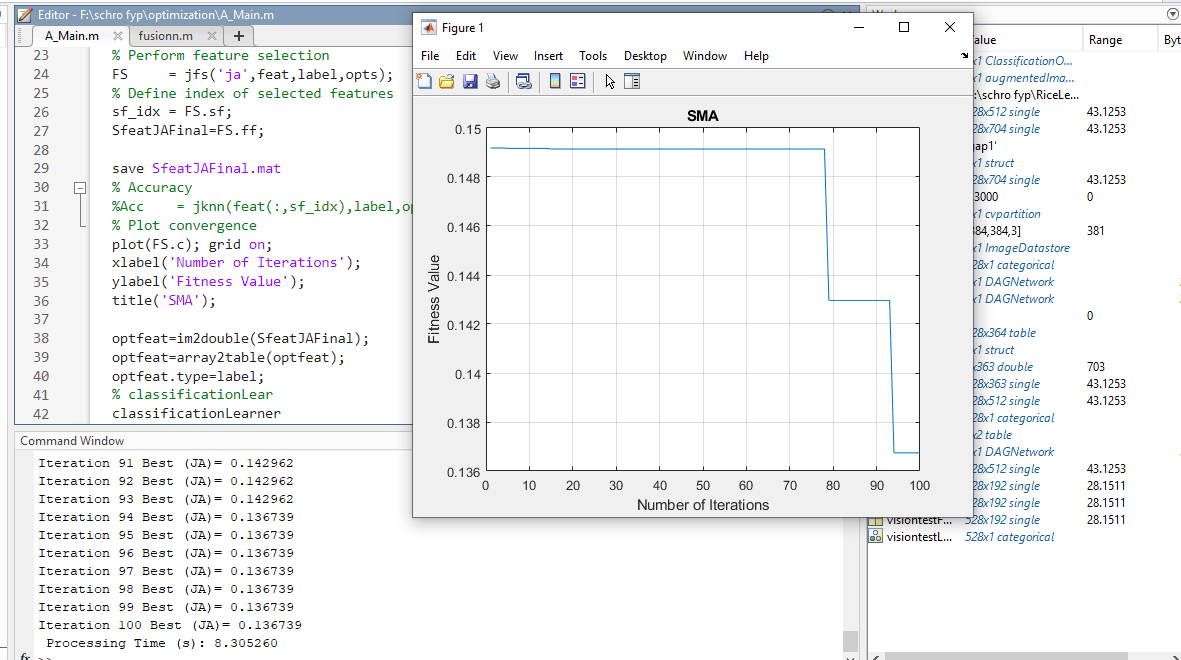 Editor - F:\schro fyp\optimization\A_Main.m
A_Main.m
fusionn.m
+
23 % Perform feature selection
24 FS = jfs('ja',feat,label,opts);
25 % Define index of selected features
26 sf_idx = FS.sf;
27 SfeatJAFinal=FS.ff;
28
29 save SfeatJAFinal.mat
30 % Accuracy
31 %Acc = jknn(feat(:,sf_idx),label,op
32 % Plot convergence
33 plot(FS.c); grid on;
34 xlabel('Number of Iterations');
35 ylabel('Fitness Value');
36 title('SMA');
37
38 optfeat=im2double(SfeatJAFinal);
39 optfeat=array2table(optfeat);
40 optfeat.type=label;
41 % classificationLear
42 classificationLearner
Command Window
Iteration 91 Best (JA)= 0.142962
Iteration 92 Best (JA)= 0.142962
Iteration 93 Best (JA)= 0.142962
Iteration 94 Best (JA)= 0.136739
Iteration 95 Best (JA)= 0.136739
Iteration 96 Best (JA)= 0.136739
Iteration 97 Best (JA)= 0.136739
Iteration 98 Best (JA)= 0.136739
Iteration 99 Best (JA)= 0.136739
Iteration 100 Best (JA)= 0.136739
Processing Time (s): 8.305260
fx >>
Figure 1
File Edit View Insert Tools Desktop Window Help
SMA
0.15
0.148
0.146
0.144
0.142
0.14
0.138
0.136
Fitness Value
0 10 20 30 40 50 60 70 80 90 100
Number of Iterations
alue Range Byt
x1 ClassificationO...
x1 augmentedIma...
:\schro fyp\RiceLe...
28x512 single 43.1253
28x704 single 43.1253
nap1'
x1 struct
28x704 single 43.1253
3000 0
x1 cvpartition
384,384,3] 381
x1 ImageDatastore
28x1 categorical
x1 DAGNetwork
x1 DAGNetwork
0
28x364 table
x1 struct
x363 double 703
28x363 single 43.1253
28x512 single 43.1253
28x1 categorical
x2 table
x1 DAGNetwork
28x512 single 43.1253
28x192 single 28.1511
28x192 single 28.1511
visiontestF... 528x192 single 28.1511
visiontestL... 528x1 categorical